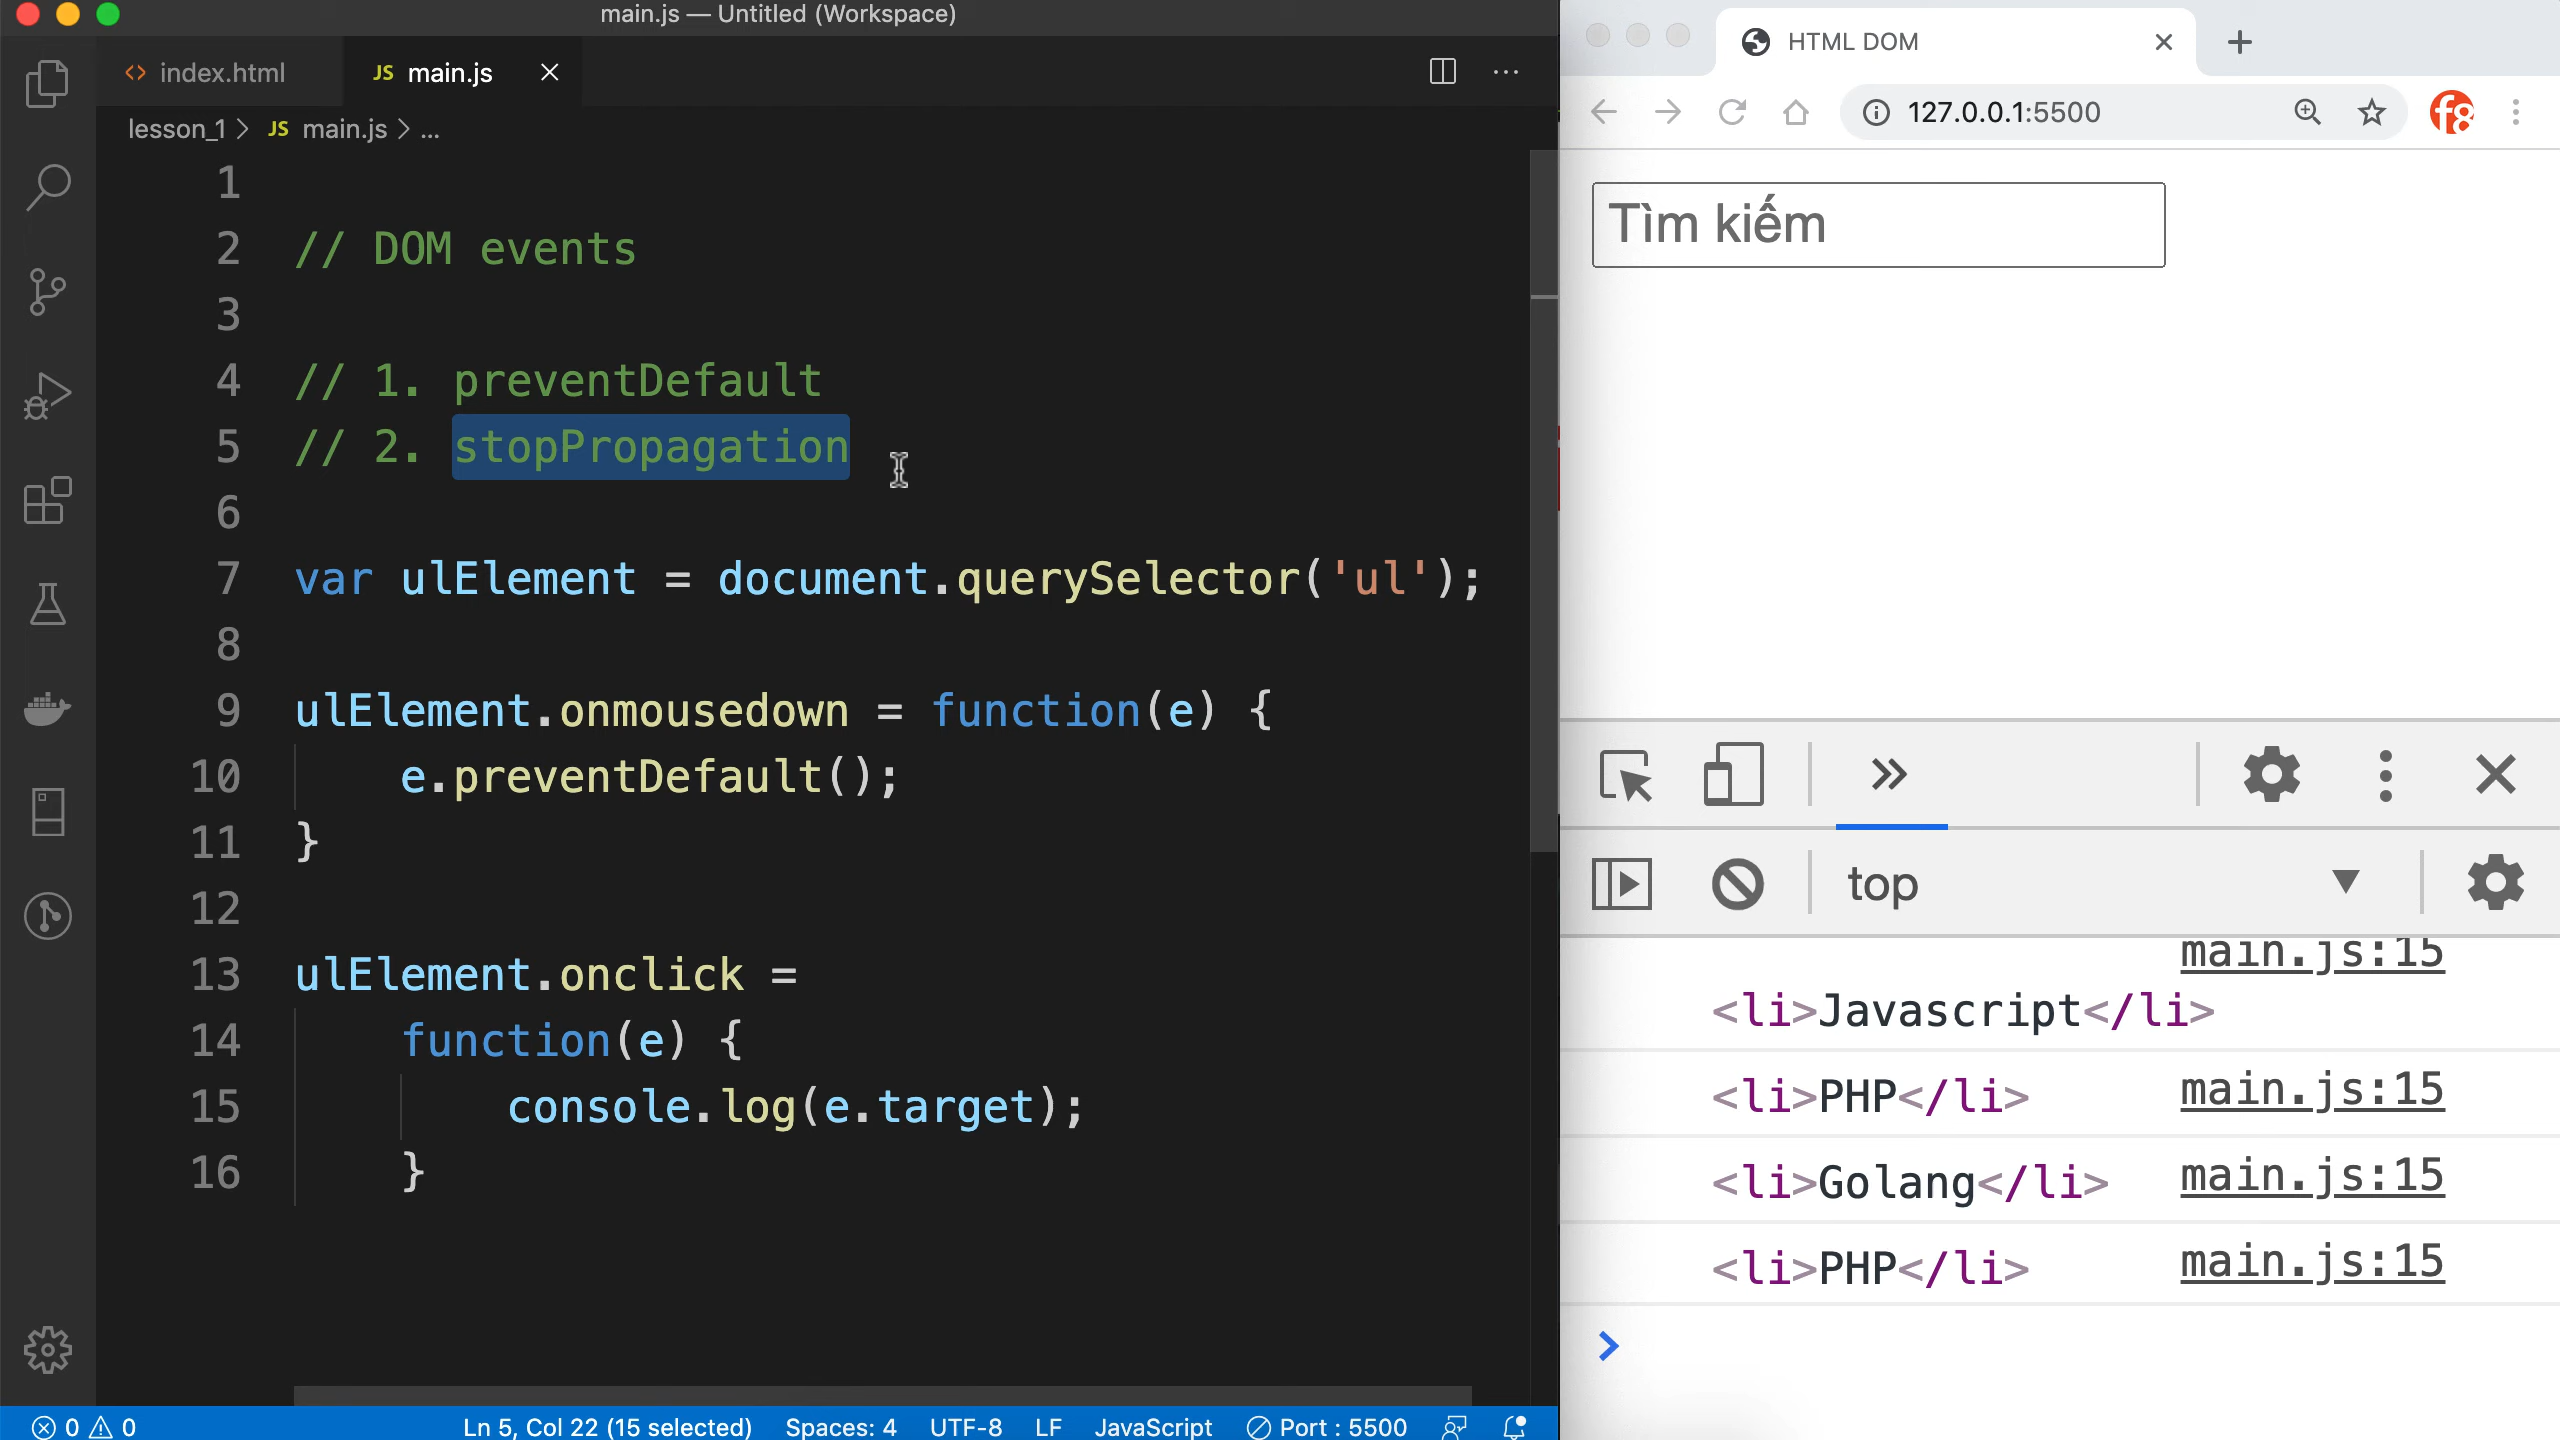 main.js — Untitled (Workspace)
index.html
JS main.js
lesson_1 > JS main.js > ...
1
2 // DOM events
3
4 // 1. preventDefault
5 // 2. stopPropagation
6
7 var ulElement = document.querySelector('ul');
8
9 ulElement.onmousedown = function(e) {
10 e.preventDefault();
11 }
12
13 ulElement.onclick =
14 function(e) {
15 console.log(e.target);
16 }
0 0 Ln 5, Col 22 (15 selected) Spaces: 4 UTF-8 LF JavaScript Port : 5500
HTML DOM
127.0.0.1:5500
f8
Tìm kiếm
top
main.js:15
<li>Javascript</li>
<li>PHP</li> main.js:15
<li>Golang</li> main.js:15
<li>PHP</li> main.js:15